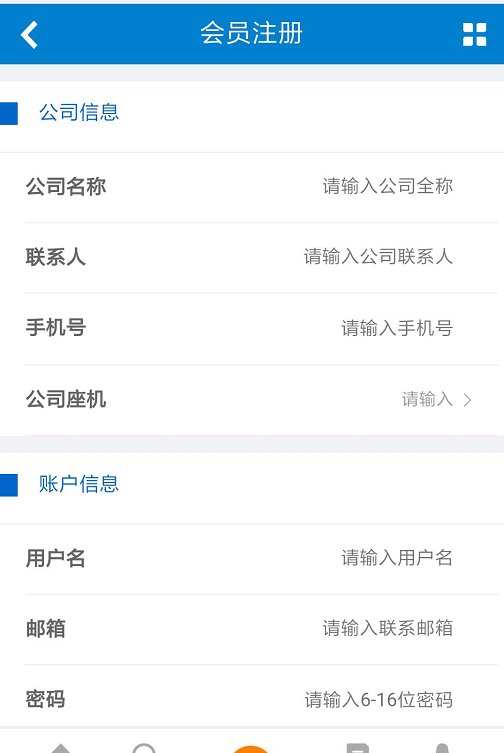 会员注册
公司信息
公司名称 请输入公司全称
联系人 请输入公司联系人
手机号 请输入手机号
公司座机 请输入
账户信息
用户名 请输入用户名
邮箱 请输入联系邮箱
密码 请输入6-16位密码